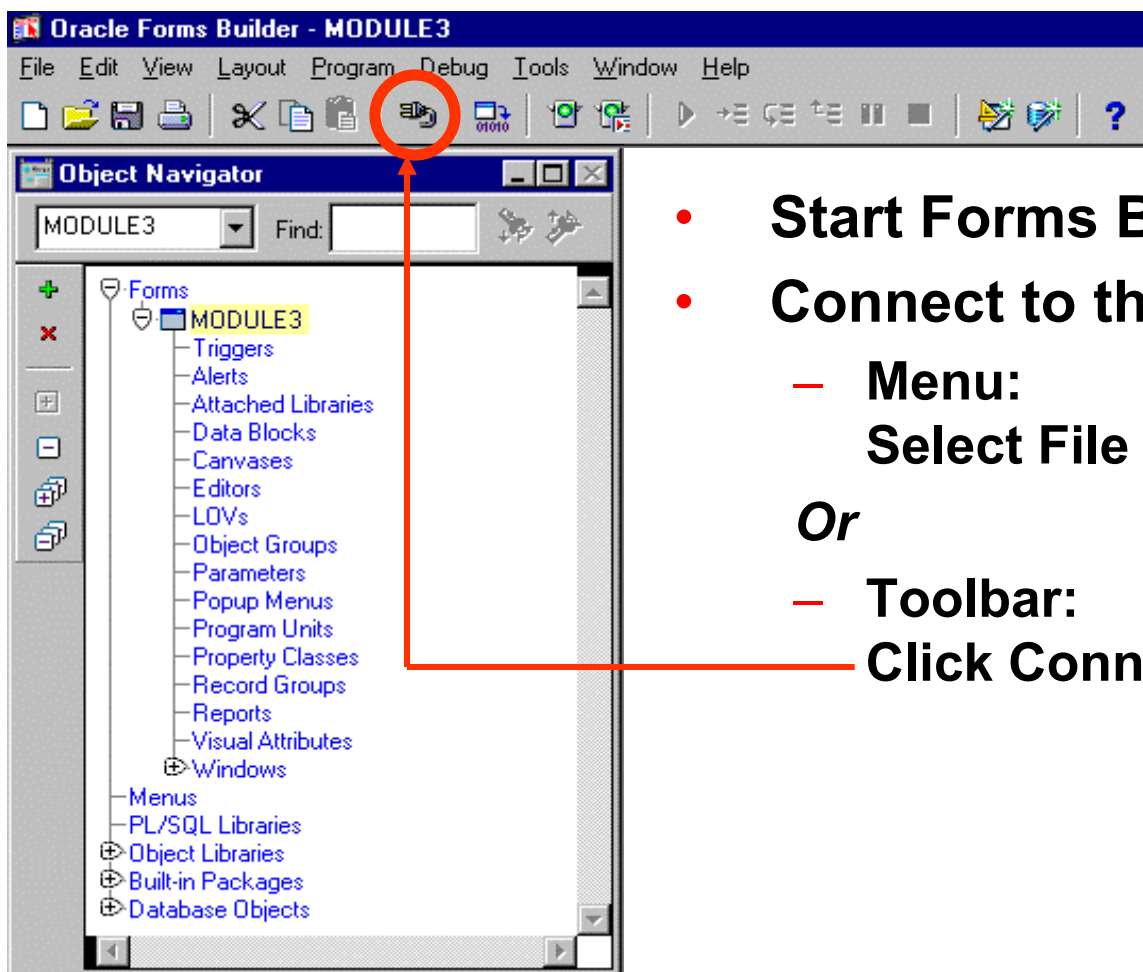 Oracle Forms Builder - MODULE3
File Edit View Layout Program Debug Tools Window Help
01010
?
Object Navigator
MODULE3 Find:
Forms
MODULE3
Triggers
Alerts
Attached Libraries
Data Blocks
Canvases
Editors
LOVs
Object Groups
Parameters
Popup Menus
Program Units
Property Classes
Record Groups
Reports
Visual Attributes
Windows
Menus
PL/SQL Libraries
Object Libraries
Built-in Packages
Database Objects
• Start Forms B
• Connect to th
– Menu:
Select File
Or
– Toolbar:
Click Conn